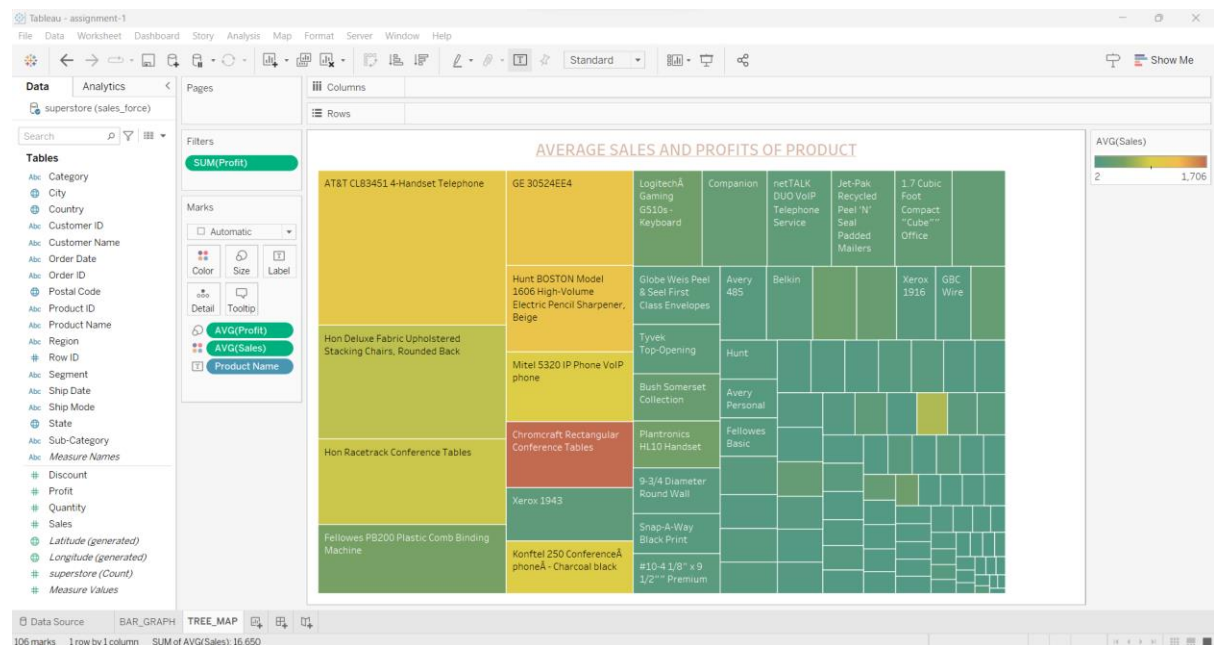 Tableau - assignment-1
File Data Worksheet Dashboard Story Analysis Map Format Server Window Help
Standard
Show Me
Data Analytics
superstore (sales_force)
Search
Tables
Abc Category
City
Country
Abc Customer ID
Abc Customer Name
Abc Order Date
Abc Order ID
Postal Code
Abc Product ID
Abc Product Name
Abc Region
# Row ID
Abc Segment
Abc Ship Date
Abc Ship Mode
State
Abc Sub-Category
Abc Measure Names
# Discount
# Profit
# Quantity
# Sales
Latitude (generated)
Longitude (generated)
# superstore (Count)
# Measure Values
Pages
Filters
SUM(Profit)
Marks
Automatic
Color Size Label
Detail Tooltip
AVG(Profit)
AVG(Sales)
Product Name
Columns
Rows
AVERAGE SALES AND PROFITS OF PRODUCT
AT&T CL83451 4-Handset Telephone
Hon Deluxe Fabric Upholstered
Stacking Chairs, Rounded Back
Hon Racetrack Conference Tables
Fellowes PB200 Plastic Comb Binding
Machine
GE 30524EE4
Hunt BOSTON Model
1606 High-Volume
Electric Pencil Sharpener,
Beige
Mitel 5320 IP Phone VoIP
phone
Chromcraft Rectangular
Conference Tables
Xerox 1943
Konftel 250 ConferenceÂ
phoneÂ - Charcoal black
LogitechÂ
Gaming
G510s -
Keyboard
Companion
netTALK
DUO VoIP
Telephone
Service
Jet-Pak
Recycled
Peel 'N'
Seal
Padded
Mailers
1.7 Cubic
Foot
Compact
"Cube""
Office
Globe Weis Peel
& Seel First
Class Envelopes
Tyvek
Top-Opening
Bush Somerset
Collection
Plantronics
HL10 Handset
9-3/4 Diameter
Round Wall
Snap-A-Way
Black Print
#10-4 1/8" x 9
1/2"" Premium
Avery
485
Belkin
Xerox
1916
GBC
Wire
Hunt
Avery
Personal
Fellowes
Basic
AVG(Sales)
2 1,706
Data Source BAR_GRAPH TREE_MAP
106 marks 1 row by 1 column SUM of AVG(Sales): 16,650